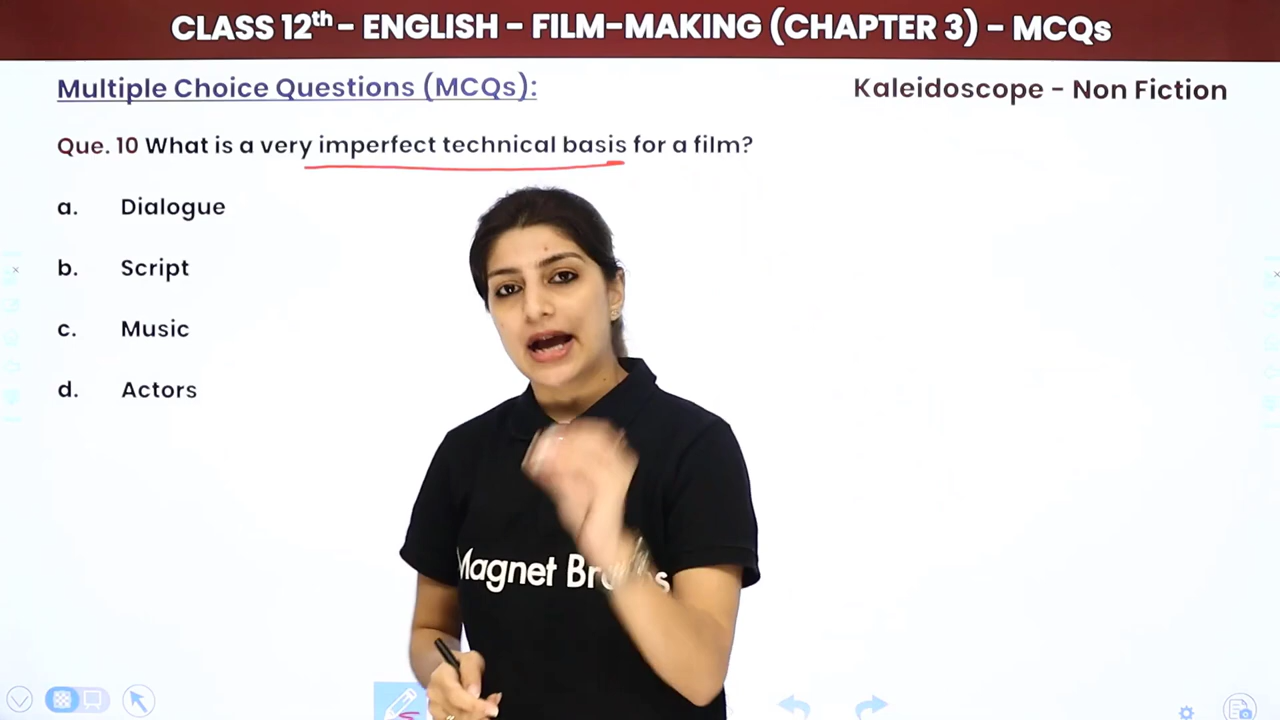 CLASS 12th - ENGLISH - FILM-MAKING (CHAPTER 3) - MCQs
Multiple Choice Questions (MCQs):
Kaleidoscope - Non Fiction
Que. 10 What is a very imperfect technical basis for a film?
a. Dialogue
b. Script
c. Music
d. Actors
Magnet